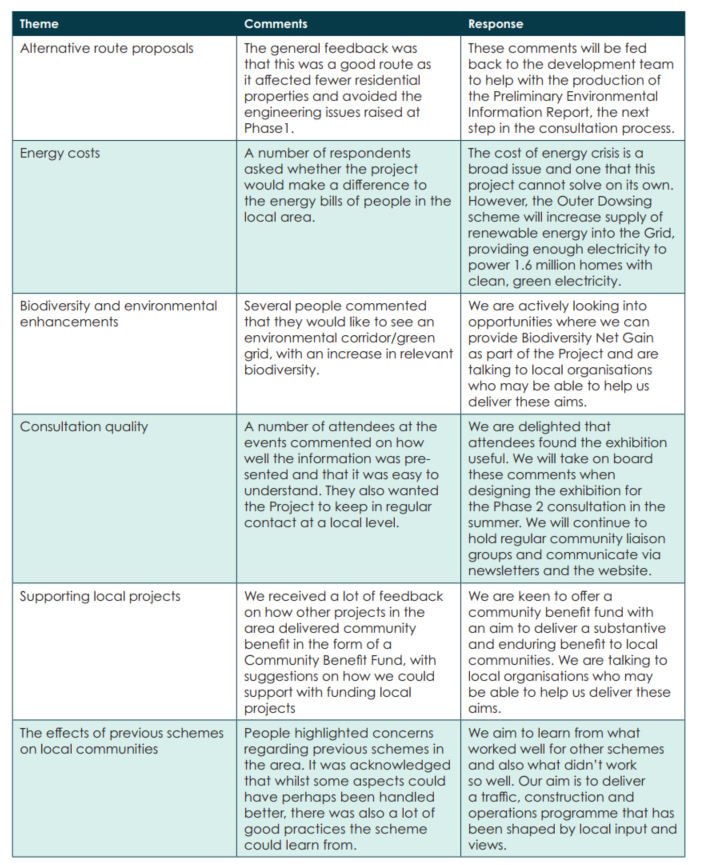 Theme
Comments
Response
Alternative route proposals
The general feedback was
that this was a good route as
it affected fewer residential
properties and avoided the
engineering issues raised at
Phase1.
These comments will be fed
back to the development team
to help with the production of
the Preliminary Environmental
Information Report, the next
step in the consultation process.
Energy costs
A number of respondents
asked whether the project
would make a difference to
the energy bills of people in the
local area.
The cost of energy crisis is a
broad issue and one that this
project cannot solve on its own.
However, the Outer Dowsing
scheme will increase supply of
renewable energy into the Grid,
providing enough electricity to
power 1.6 million homes with
clean, green electricity.
Biodiversity and environmental
enhancements
Several people commented
that they would like to see an
environmental corridor/green
grid, with an increase in relevant
biodiversity.
We are actively looking into
opportunities where we can
provide Biodiversity Net Gain
as part of the Project and are
talking to local organisations
who may be able to help us
deliver these aims.
Consultation quality
A number of attendees at the
events commented on how
well the information was pre-
sented and that it was easy to
understand. They also wanted
the Project to keep in regular
contact at a local level.
We are delighted that
attendees found the exhibition
useful. We will take on board
these comments when
designing the exhibition for
the Phase 2 consultation in the
summer. We will continue to
hold regular community liaison
groups and communicate via
newsletters and the website.
Supporting local projects
We received a lot of feedback
on how other projects in the
area delivered community
benefit in the form of a
Community Benefit Fund, with
suggestions on how we could
support with funding local
projects
We are keen to offer a
community benefit fund with
an aim to deliver a substantive
and enduring benefit to local
communities. We are talking to
local organisations who may
be able to help us deliver these
aims.
The effects of previous schemes
on local communities
People highlighted concerns
regarding previous schemes in
the area. It was acknowledged
that whilst some aspects could
have perhaps been handled
better, there was also a lot of
good practices the scheme
could learn from.
We aim to learn from what
worked well for other schemes
and also what didn't work
so well. Our aim is to deliver
a traffic, construction and
operations programme that has
been shaped by local input and
views.